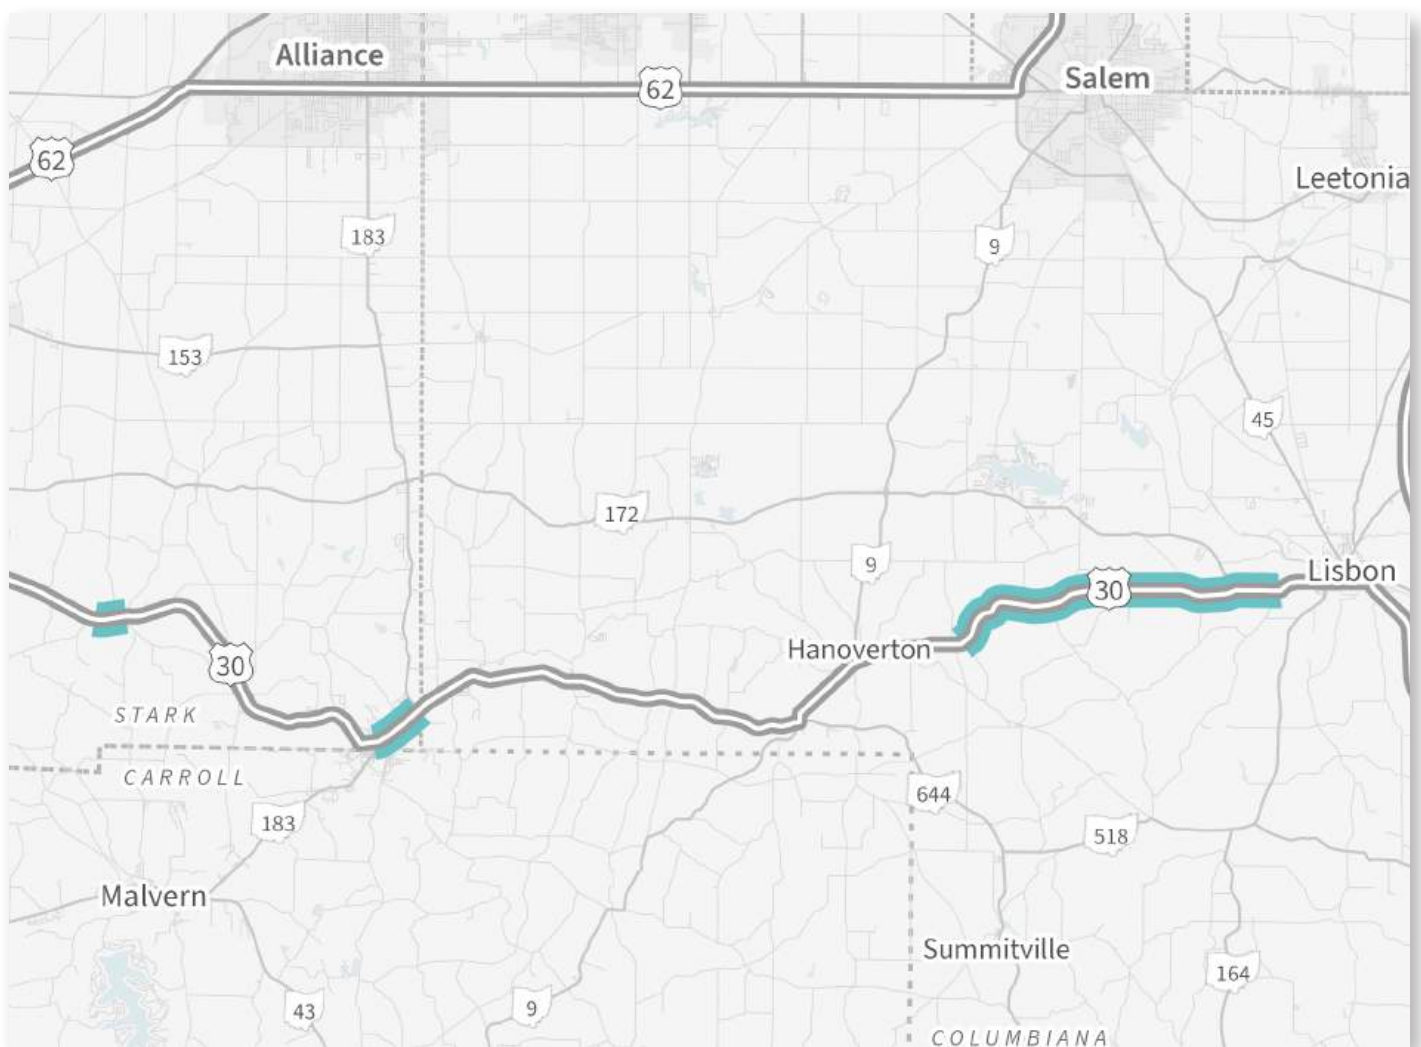 Alliance
62
Salem
62
Leetonia
183
9
153
45
172
9
Lisbon
30
Hanoverton
30
STARK
CARROLL
644
183
518
Malvern
Summitville
164
43
9
COLUMBIANA